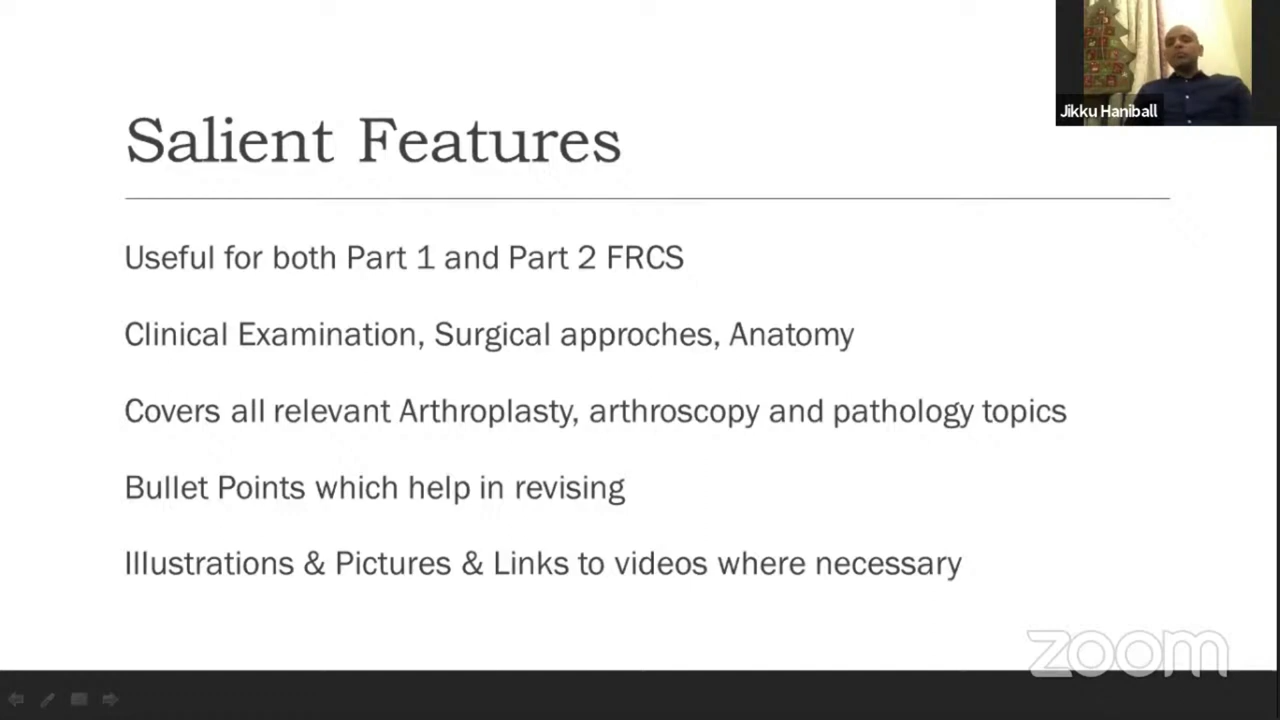 Jikku Haniball
Salient Features
Useful for both Part 1 and Part 2 FRCS
Clinical Examination, Surgical approches, Anatomy
Covers all relevant Arthroplasty, arthroscopy and pathology topics
Bullet Points which help in revising
Illustrations & Pictures & Links to videos where necessary
zoom